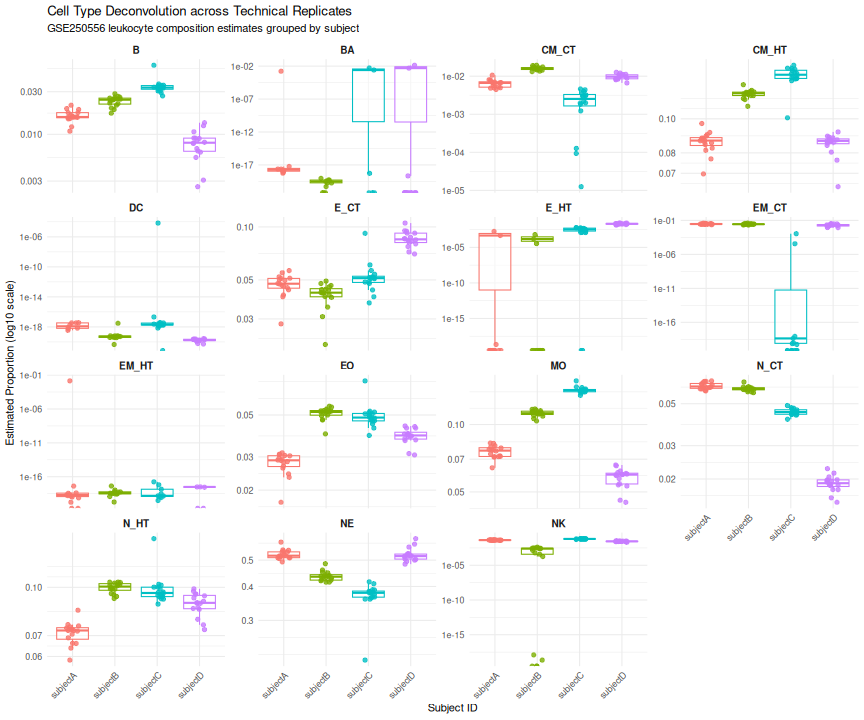 Cell Type Deconvolution across Technical Replicates
GSE250556 leukocyte composition estimates grouped by subject
Estimated Proportion (log10 scale)
B
0.030
0.010
0.003
BA
1e-02
1e-07
1e-12
1e-17
CM_CT
1e-02
1e-03
1e-04
1e-05
CM_HT
0.10
0.08
0.07
DC
1e-06
1e-10
1e-14
1e-18
E_CT
0.10
0.05
0.03
E_HT
1e-05
1e-10
1e-15
EM_CT
1e-01
1e-06
1e-11
1e-16
EM_HT
1e-01
1e-06
1e-11
1e-16
EO
0.05
0.03
0.02
MO
0.10
0.07
0.05
N_CT
0.05
0.03
0.02
subjectA
subjectB
subjectC
subjectD
N_HT
0.10
0.07
0.06
subjectA
subjectB
subjectC
subjectD
NE
0.5
0.4
0.3
subjectA
subjectB
subjectC
subjectD
NK
1e-05
1e-10
1e-15
subjectA
subjectB
subjectC
subjectD
Subject ID